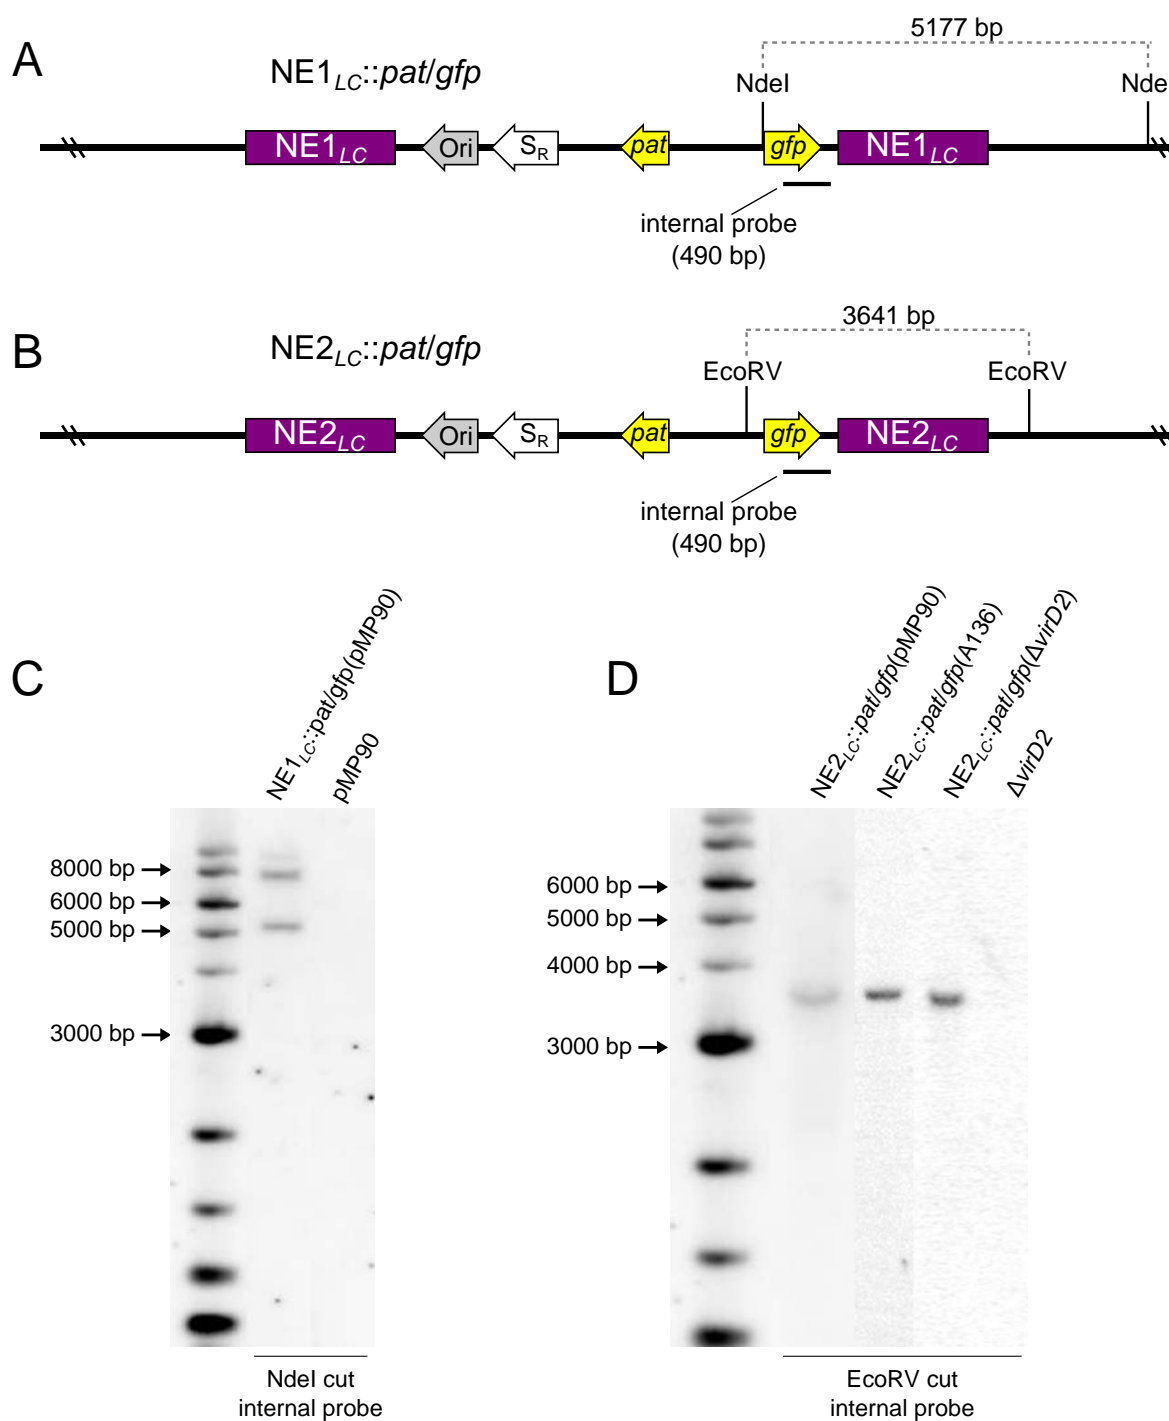 A
NE1LC::pat/gfp
5177 bp
NdeI
Nde
NE1LC
Ori
SR
pat
gfp
NE1LC
internal probe
(490 bp)
B
NE2LC::pat/gfp
3641 bp
EcoRV
EcoRV
NE2LC
Ori
SR
pat
gfp
NE2LC
internal probe
(490 bp)
C
NE1LC::pat/gfp(pMP90)
pMP90
8000 bp
6000 bp
5000 bp
3000 bp
NdeI cut
internal probe
D
NE2LC::pat/gfp(pMP90)
NE2LC::pat/gfp(A136)
NE2LC::pat/gfp(ΔvirD2)
ΔvirD2
6000 bp
5000 bp
4000 bp
3000 bp
EcoRV cut
internal probe